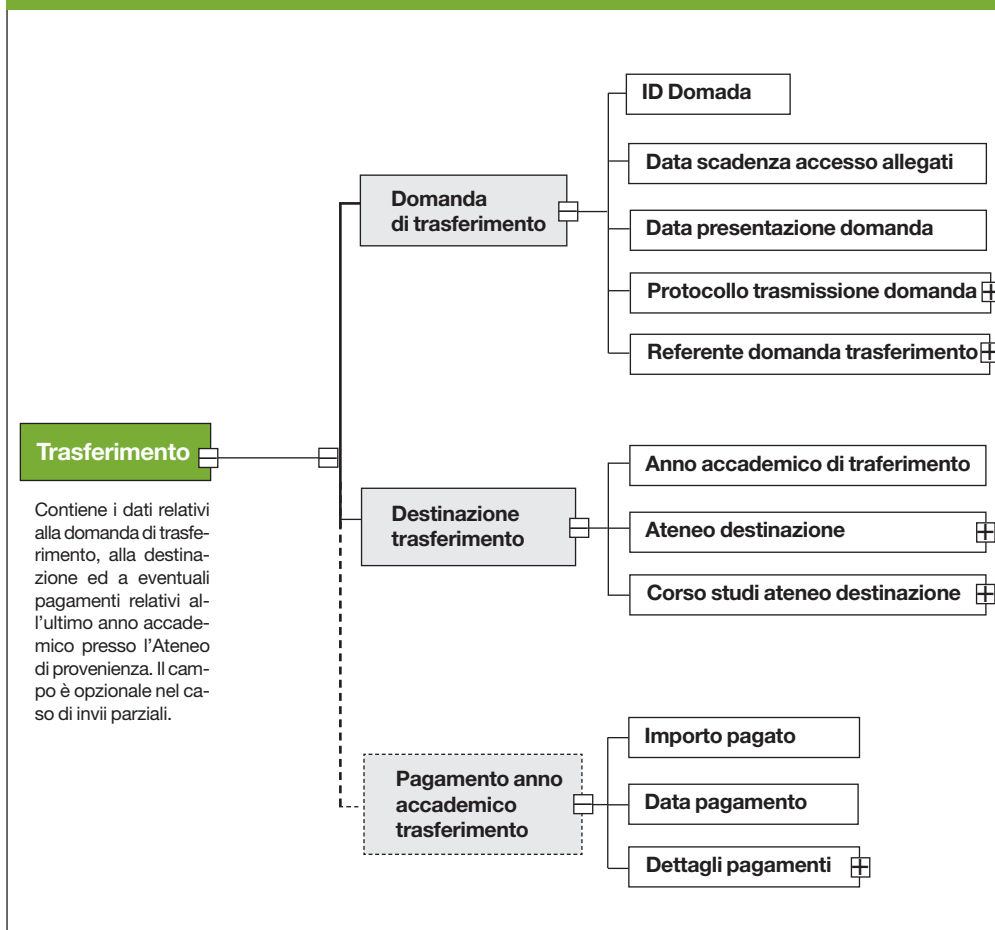 ID Domada
Data scadenza accesso allegati
Domanda
di trasferimento
Data presentazione domanda
Protocollo trasmissione domanda
Referente domanda trasferimento
Trasferimento
Contiene i dati relativi
alla domanda di trasfe-
rimento, alla destina-
zione ed a eventuali
pagamenti relativi al-
l'ultimo anno accade-
mico presso l'Ateneo
di provenienza. Il cam-
po è opzionale nel ca-
so di invii parziali.
Anno accademico di traferimento
Destinazione
trasferimento
Ateneo destinazione
Corso studi ateneo destinazione
Importo pagato
Pagamento anno
accademico
trasferimento
Data pagamento
Dettagli pagamenti